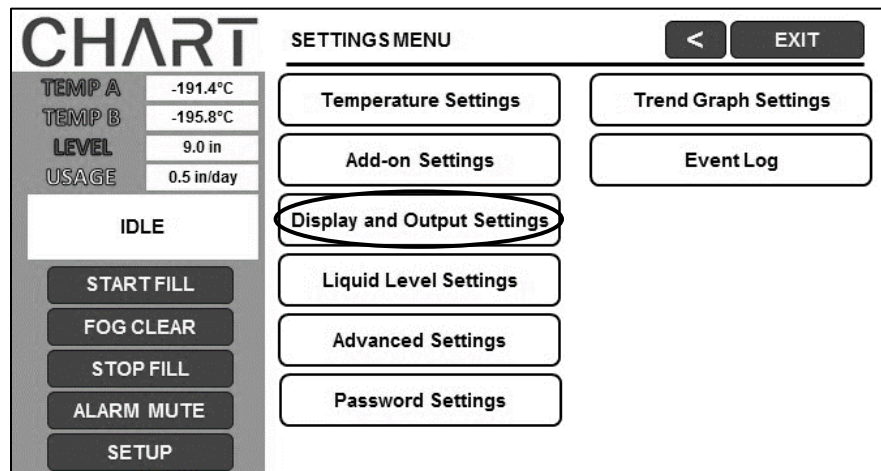 CHART
SETTINGS MENU
<
EXIT
TEMP A
-191.4°C
TEMP B
-195.8°C
LEVEL
9.0 in
USAGE
0.5 in/day
IDLE
START FILL
FOG CLEAR
STOP FILL
ALARM MUTE
SETUP
Temperature Settings
Add-on Settings
Display and Output Settings
Liquid Level Settings
Advanced Settings
Password Settings
Trend Graph Settings
Event Log